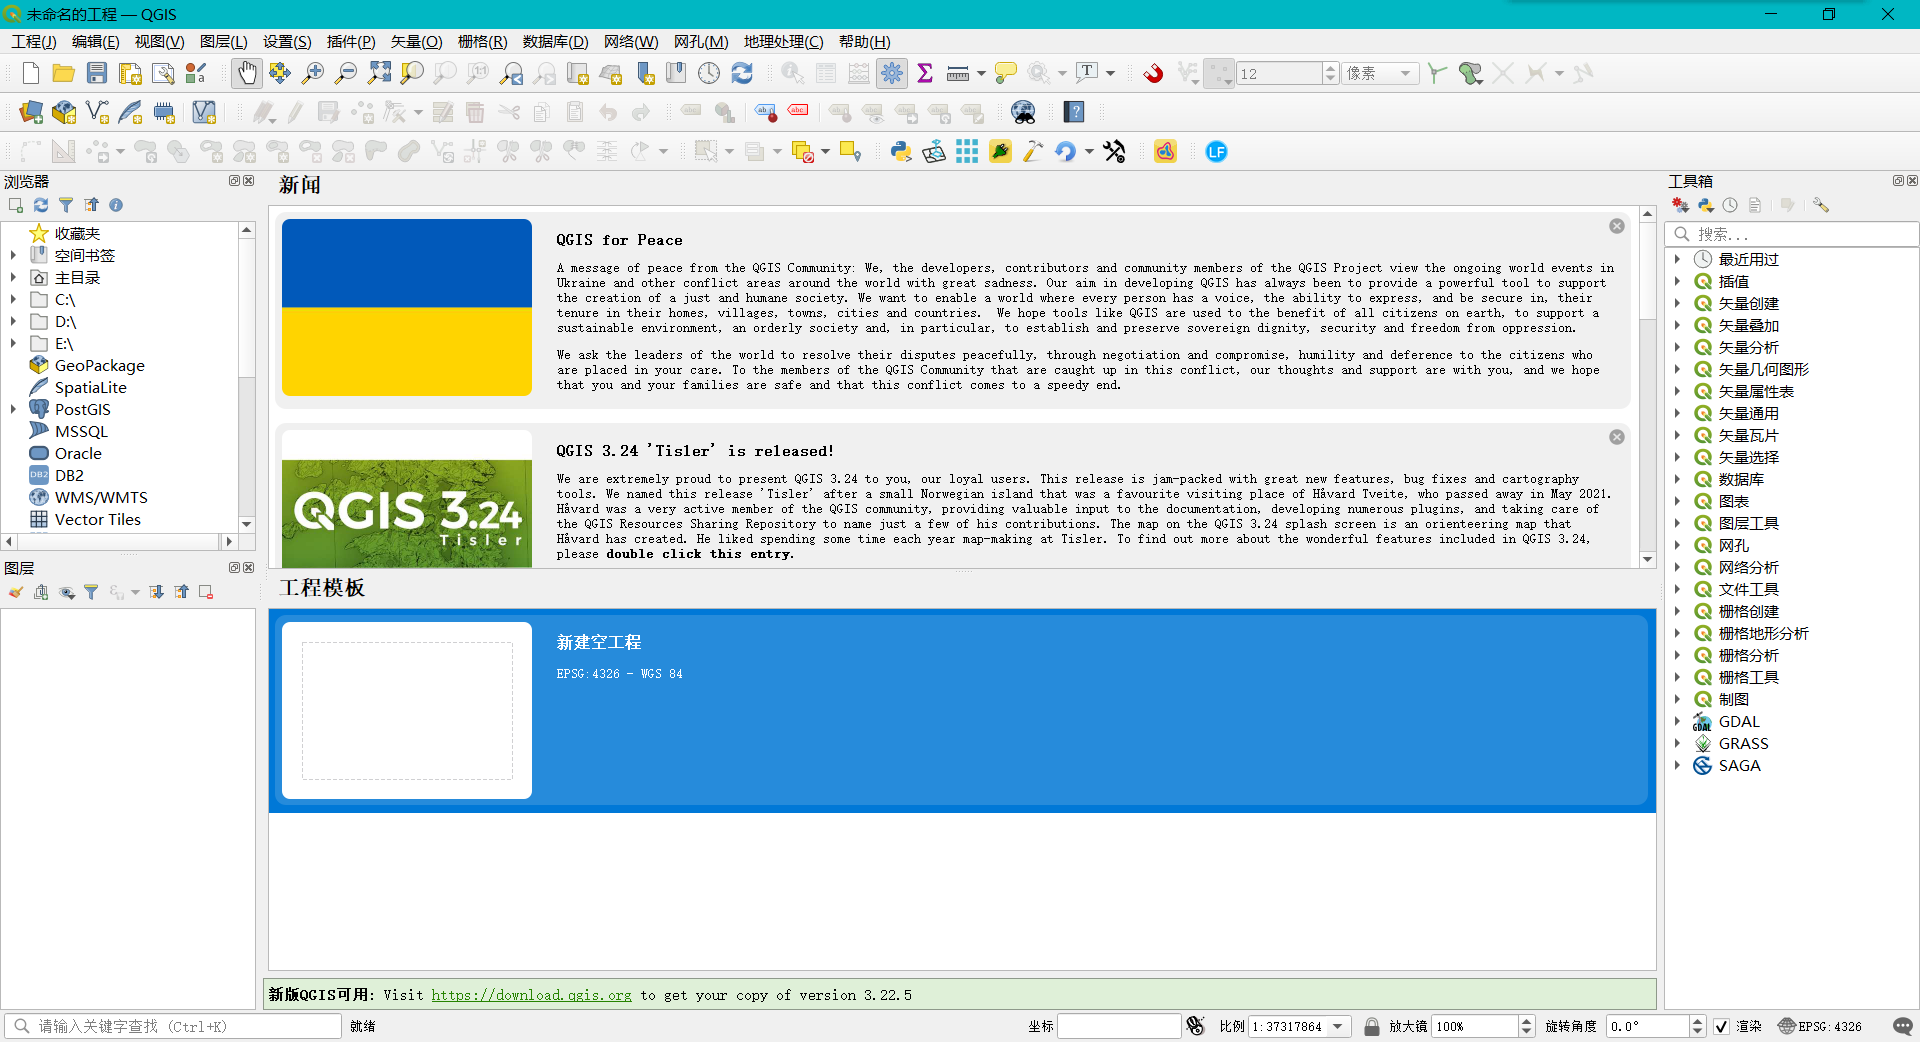 未命名的工程 — QGIS
工程(J) 编辑(E) 视图(V) 图层(L) 设置(S) 插件(P) 矢量(O) 栅格(R) 数据库(D) 网络(W) 网孔(M) 地理处理(C) 帮助(H)
12 像素
浏览器
收藏夹
空间书签
主目录
C:\
D:\
E:\
GeoPackage
SpatiaLite
PostGIS
MSSQL
Oracle
DB2
WMS/WMTS
Vector Tiles
图层
新闻
QGIS for Peace
A message of peace from the QGIS Community: We, the developers, contributors and community members of the QGIS Project view the ongoing world events in
Ukraine and other conflict areas around the world with great sadness. Our aim in developing QGIS has always been to provide a powerful tool to support
the creation of a just and humane society. We want to enable a world where every person has a voice, the ability to express, and be secure in, their
tenure in their homes, villages, towns, cities and countries.  We hope tools like QGIS are used to the benefit of all citizens on earth, to support a
sustainable environment, an orderly society and, in particular, to establish and preserve sovereign dignity, security and freedom from oppression.
We ask the leaders of the world to resolve their disputes peacefully, through negotiation and compromise, humility and deference to the citizens who
are placed in your care. To the members of the QGIS Community that are caught up in this conflict, our thoughts and support are with you, and we hope
that you and your families are safe and that this conflict comes to a speedy end.
QGIS 3.24
Tisler
QGIS 3.24 'Tisler' is released!
We are extremely proud to present QGIS 3.24 to you, our loyal users. This release is jam-packed with great new features, bug fixes and cartography
tools. We named this release 'Tisler' after a small Norwegian island that was a favourite visiting place of Håvard Tveite, who passed away in May 2021.
Håvard was a very active member of the QGIS community, providing valuable input to the documentation, developing numerous plugins, and taking care of
the QGIS Resources Sharing Repository to name just a few of his contributions. The map on the QGIS 3.24 splash screen is an orienteering map that
Håvard has created. He liked spending some time each year map-making at Tisler. To find out more about the wonderful features included in QGIS 3.24,
please double click this entry.
工程模板
新建空工程
EPSG:4326 - WGS 84
新版QGIS可用: Visit https://download.qgis.org to get your copy of version 3.22.5
工具箱
搜索...
最近用过
插值
矢量创建
矢量叠加
矢量分析
矢量几何图形
矢量属性表
矢量通用
矢量瓦片
矢量选择
数据库
图表
图层工具
网孔
网络分析
文件工具
栅格创建
栅格地形分析
栅格分析
栅格工具
制图
GDAL
GRASS
SAGA
请输入关键字查找 (Ctrl+K) 就绪 坐标 比例 1:37317864 放大镜 100% 旋转角度 0.0° 渲染 EPSG:4326